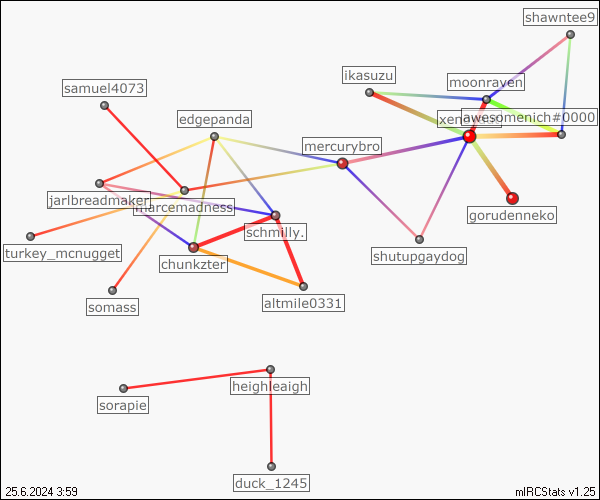 shawntee9
ikasuzu
moonraven
samuel4073
edgepanda
awesomenich#0000
mercurybro
jarlbreadmaker
marcemadness
gorudenneko
schmilly.
turkey_mcnugget
chunkzter
shutupgaydog
somass
altmile0331
heighleaigh
sorapie
duck_1245
25.6.2024 3:59
mIRCStats v1.25